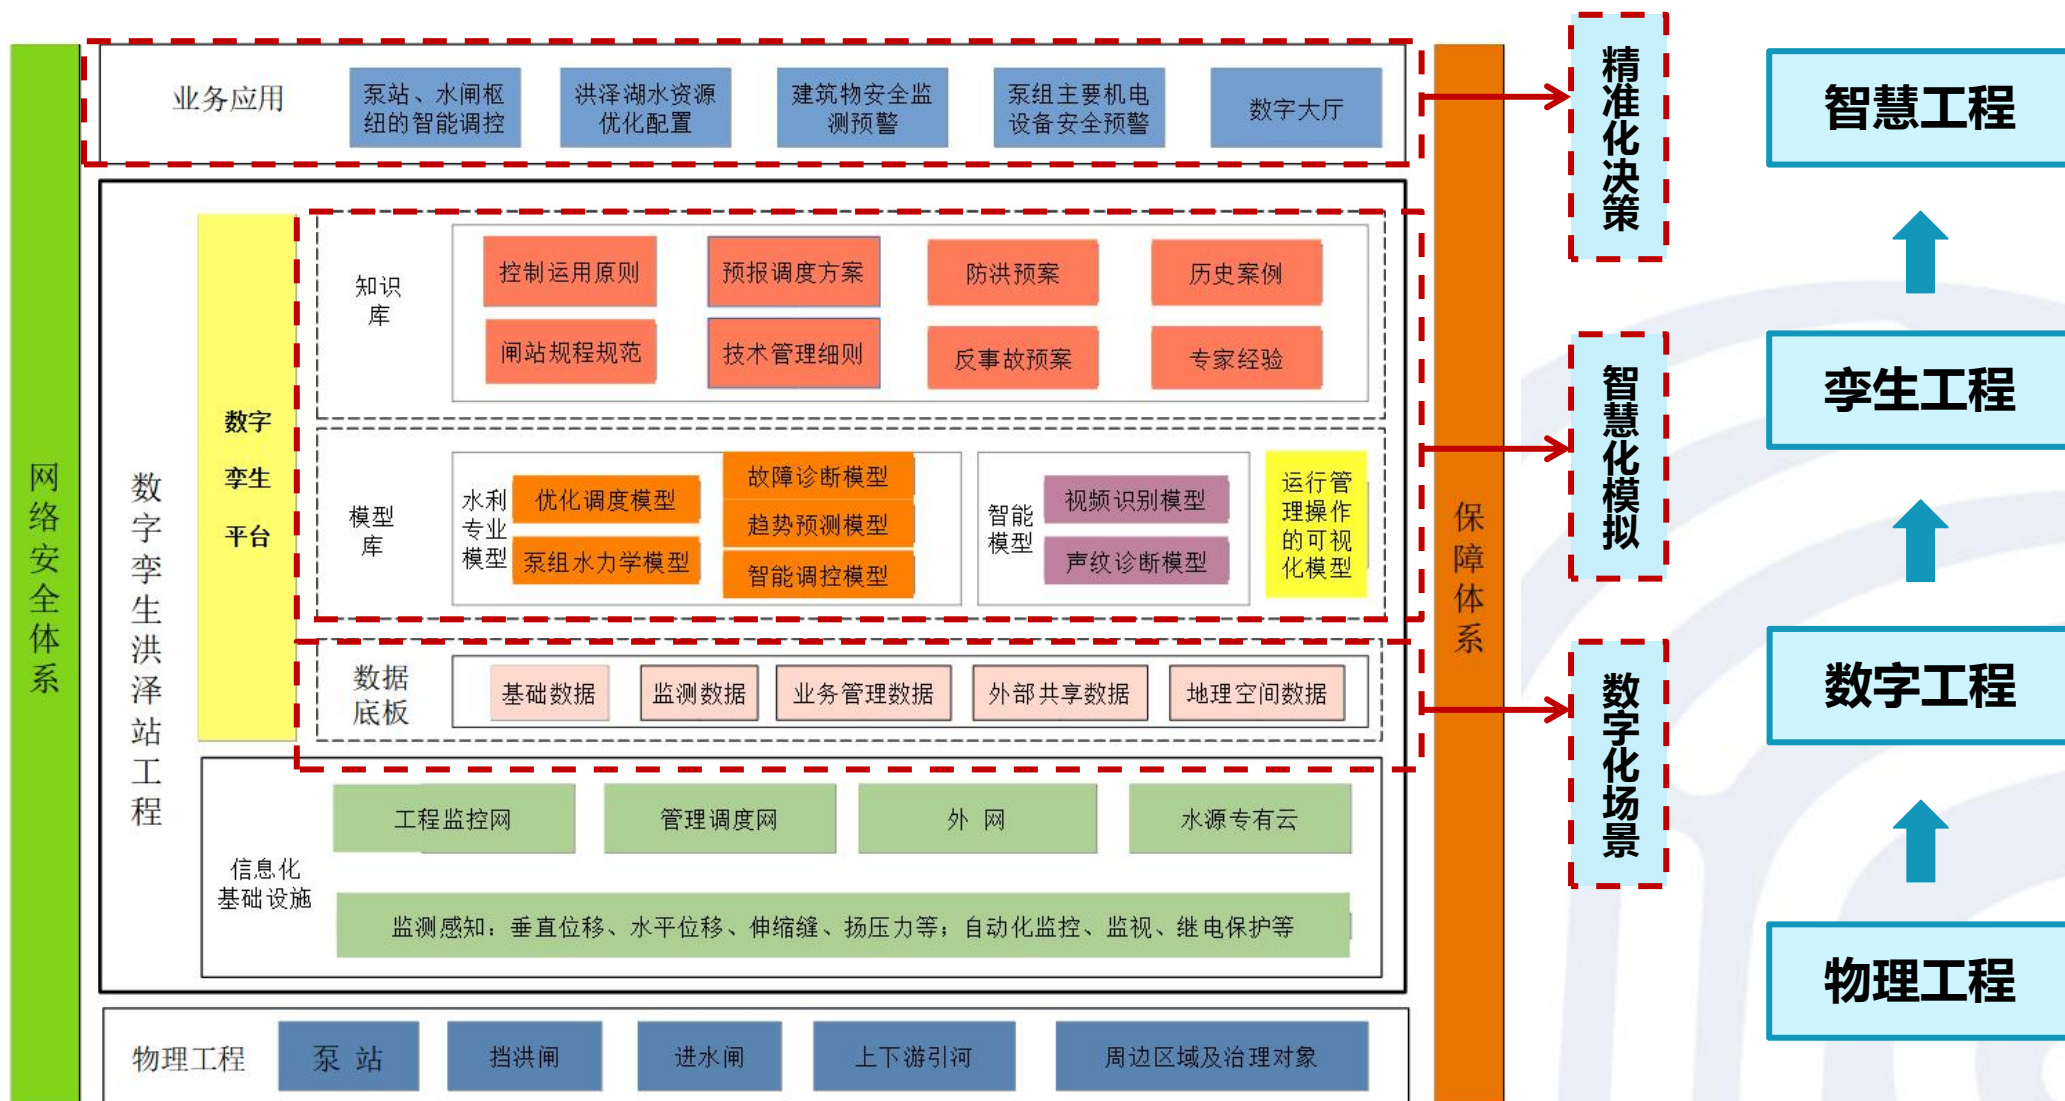 网络安全体系
业务应用
泵站、水闸枢
纽的智能调控
洪泽湖水资源
优化配置
建筑物安全监
测预警
泵组主要机电
设备安全预警
数字大厅
数字孪生洪泽站工程
数字
孪生
平台
知识
库
控制运用原则
预报调度方案
防洪预案
历史案例
闸站规程规范
技术管理细则
反事故预案
专家经验
模型
库
水利
专业
模型
优化调度模型
泵组水力学模型
故障诊断模型
趋势预测模型
智能调控模型
智能
模型
视频识别模型
声纹诊断模型
运行管
理操作
的可视
化模型
数据
底板
基础数据
监测数据
业务管理数据
外部共享数据
地理空间数据
信息化
基础设施
工程监控网
管理调度网
外 网
水源专有云
监测感知：垂直位移、水平位移、伸缩缝、扬压力等；自动化监控、监视、继电保护等
物理工程
泵 站
挡洪闸
进水闸
上下游引河
周边区域及治理对象
保障体系
精准化决策
智慧化模拟
数字化场景
智慧工程
孪生工程
数字工程
物理工程